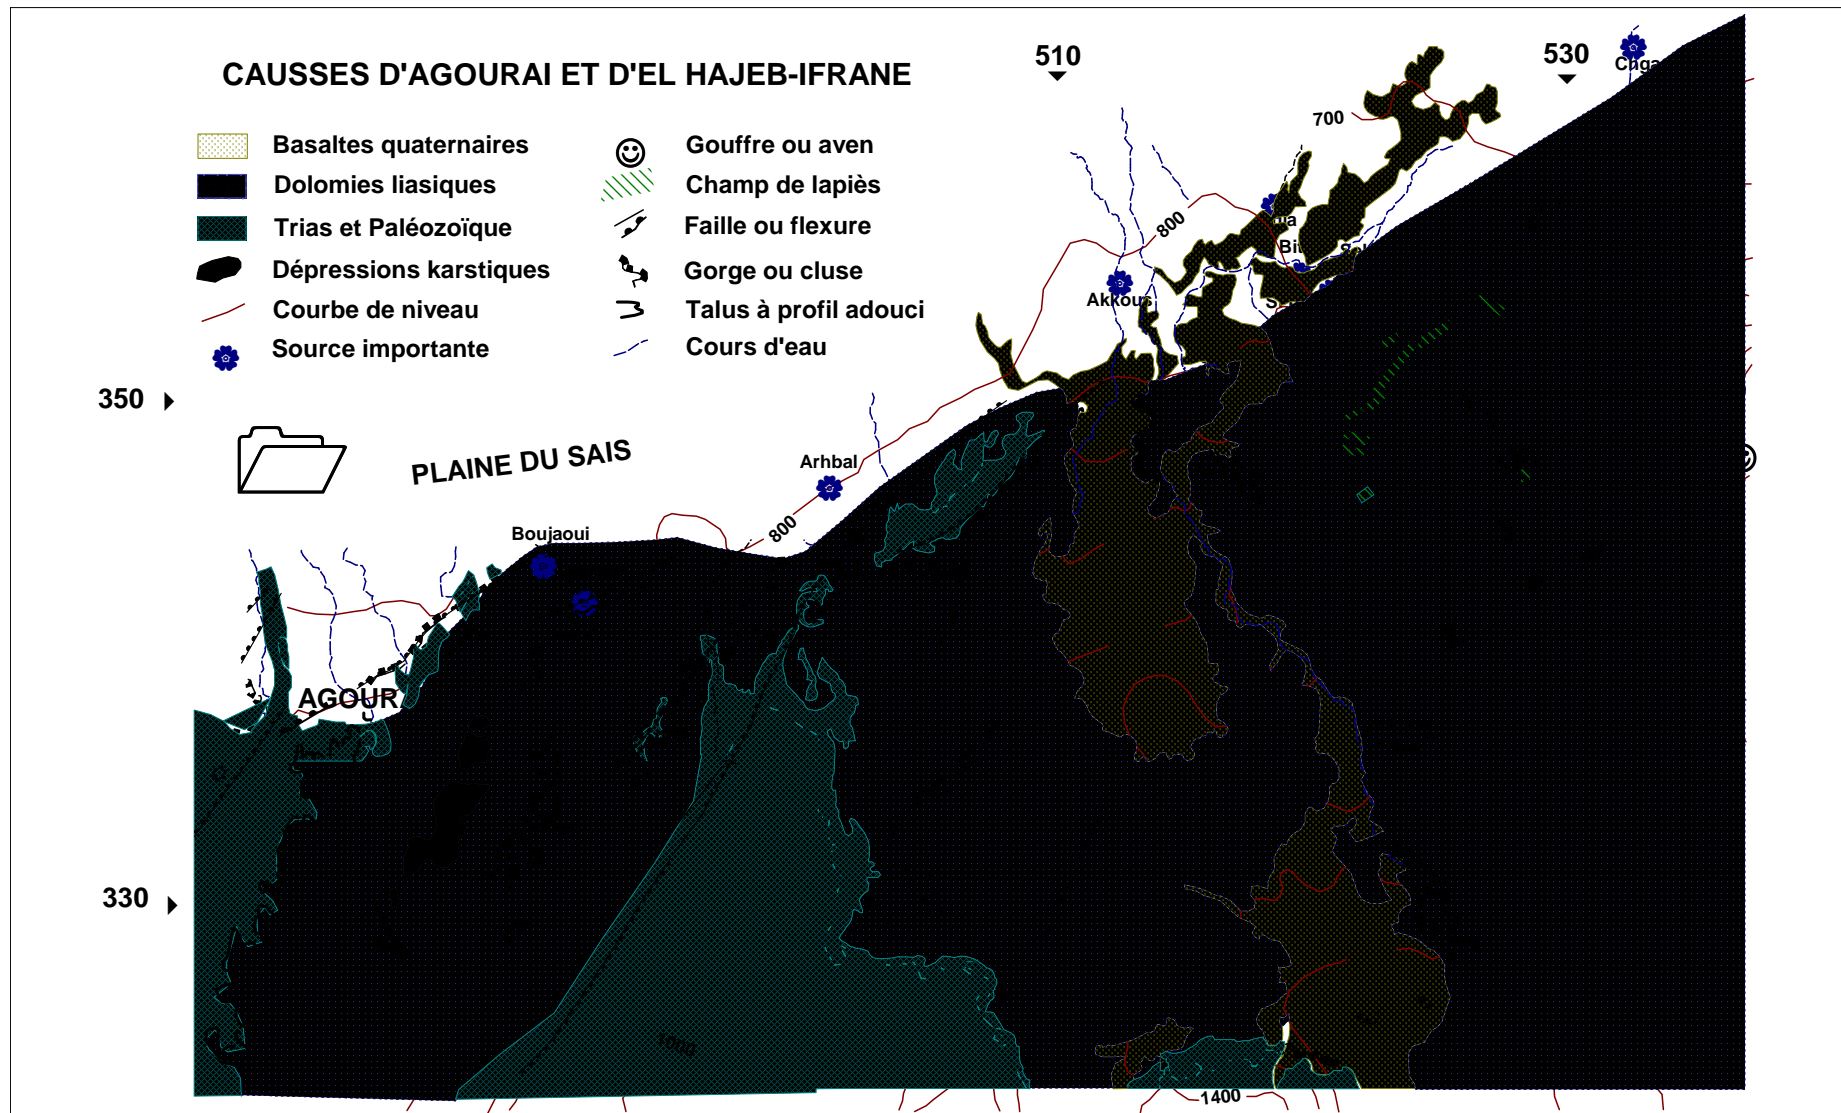 510
530
CAUSSES D'AGOURAI ET D'EL HAJEB-IFRANE
700
Basaltes quaternaires
Gouffre ou aven
Dolomies liasiques
Champ de lapiès
Trias et Paléozoïque
Faille ou flexure
800
Bit
Dépressions karstiques
Gorge ou cluse
Akkous
Courbe de niveau
Talus à profil adouci
Source importante
Cours d'eau
350
PLAINE DU SAIS
Arhbal
800
Boujaoui
AGOUR
330
1000
1400